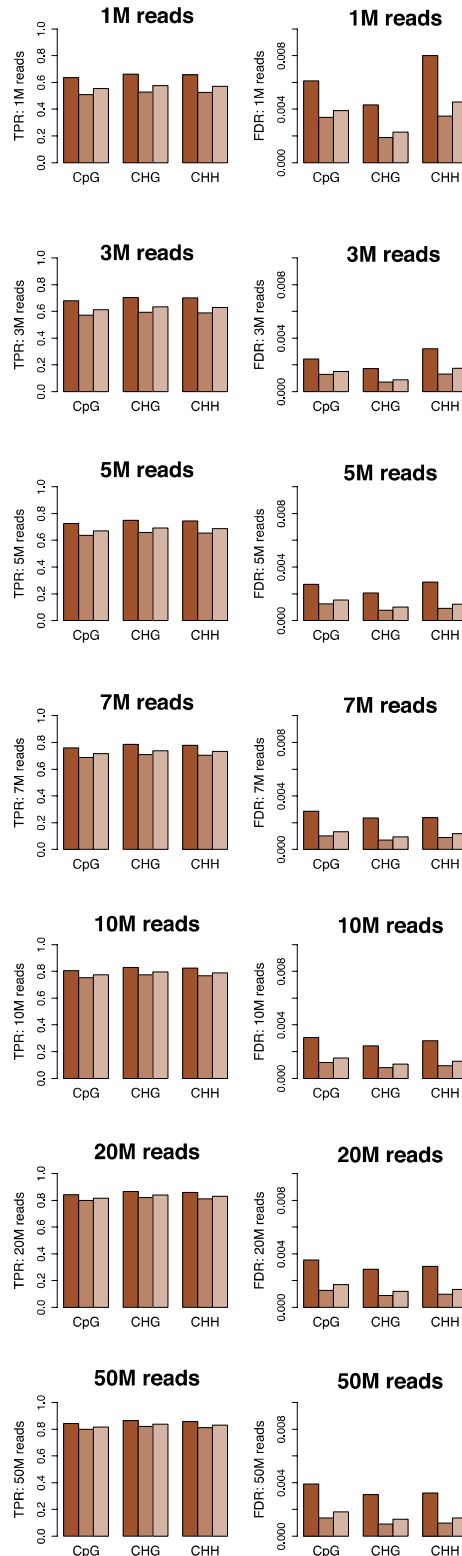 1M reads
TPR: 1M reads
0.0 0.2 0.4 0.6 0.8 1.0
CpG CHG CHH
1M reads
FDR: 1M reads
0.000 0.004 0.008
CpG CHG CHH
3M reads
TPR: 3M reads
0.0 0.2 0.4 0.6 0.8 1.0
CpG CHG CHH
3M reads
FDR: 3M reads
0.000 0.004 0.008
CpG CHG CHH
5M reads
TPR: 5M reads
0.0 0.2 0.4 0.6 0.8 1.0
CpG CHG CHH
5M reads
FDR: 5M reads
0.000 0.004 0.008
CpG CHG CHH
7M reads
TPR: 7M reads
0.0 0.2 0.4 0.6 0.8 1.0
CpG CHG CHH
7M reads
FDR: 7M reads
0.000 0.004 0.008
CpG CHG CHH
10M reads
TPR: 10M reads
0.0 0.2 0.4 0.6 0.8 1.0
CpG CHG CHH
10M reads
FDR: 10M reads
0.000 0.004 0.008
CpG CHG CHH
20M reads
TPR: 20M reads
0.0 0.2 0.4 0.6 0.8 1.0
CpG CHG CHH
20M reads
FDR: 20M reads
0.000 0.004 0.008
CpG CHG CHH
50M reads
TPR: 50M reads
0.0 0.2 0.4 0.6 0.8 1.0
CpG CHG CHH
50M reads
FDR: 50M reads
0.000 0.004 0.008
CpG CHG CHH